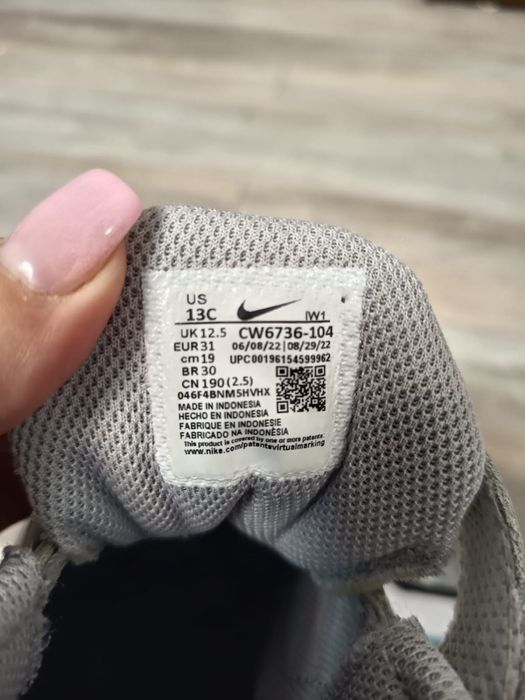 US
13C
IW1
UK 12.5 CW6736-104
EUR 31 06/08/22 | 08/29/22
cm 19 UPC00196154599962
BR 30
CN 190 (2.5)
046F4BNM5HVHX
MADE IN INDONESIA
HECHO EN INDONESIA
FABRIQUE EN INDONESIE
FABRICADO NA INDONÉSIA
This product is covered by one or more patents
www.nike.com/patentsvirtualmarking